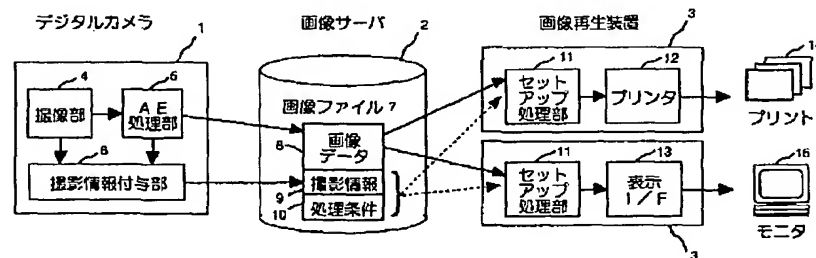 デジタルカメラ
1
4
撮像部
5
AE
処理部
6
撮影情報付与部
画像サーバ
2
画像ファイル 7
8
画像
データ
9
撮影情報
10
処理条件
画像再生装置
3
11
セット
アップ
処理部
12
プリンタ
プリント
11
セット
アップ
処理部
13
表示
I/F
3
15
モニタ